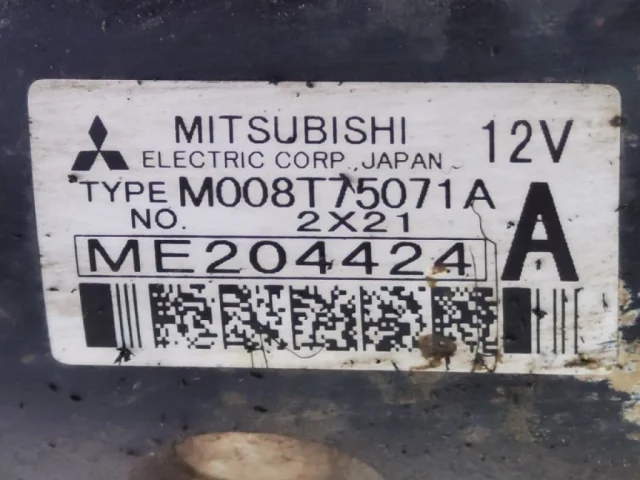 MITSUBISHI 12V
ELECTRIC CORP., JAPAN
TYPE M008T75071A
NO. 2X21 A
ME204424